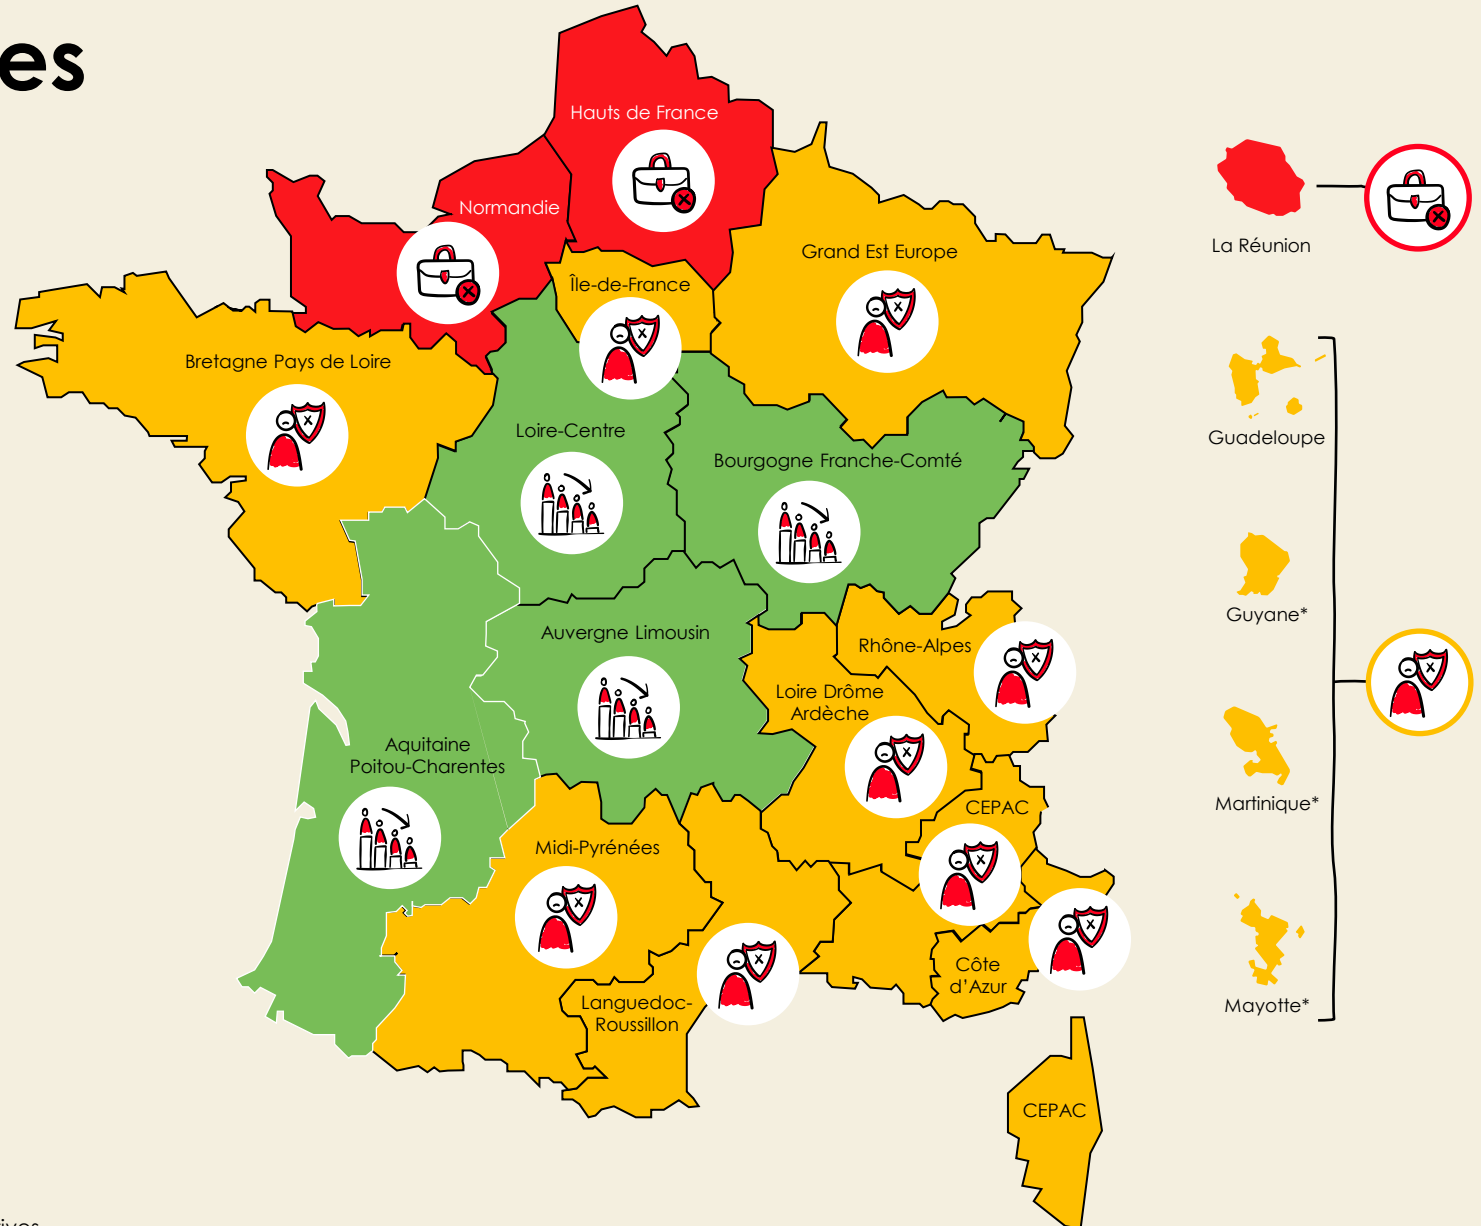 es
Hauts de France
Normandie
La Réunion
Grand Est Europe
Île-de-France
Bretagne Pays de Loire
Guadeloupe
Loire-Centre
Bourgogne Franche-Comté
Guyane*
Auvergne Limousin
Rhône-Alpes
Loire Drôme
Ardèche
Aquitaine
Poitou-Charentes
Martinique*
CEPAC
Midi-Pyrénées
Côte
d'Azur
Languedoc-
Roussillon
Mayotte*
CEPAC